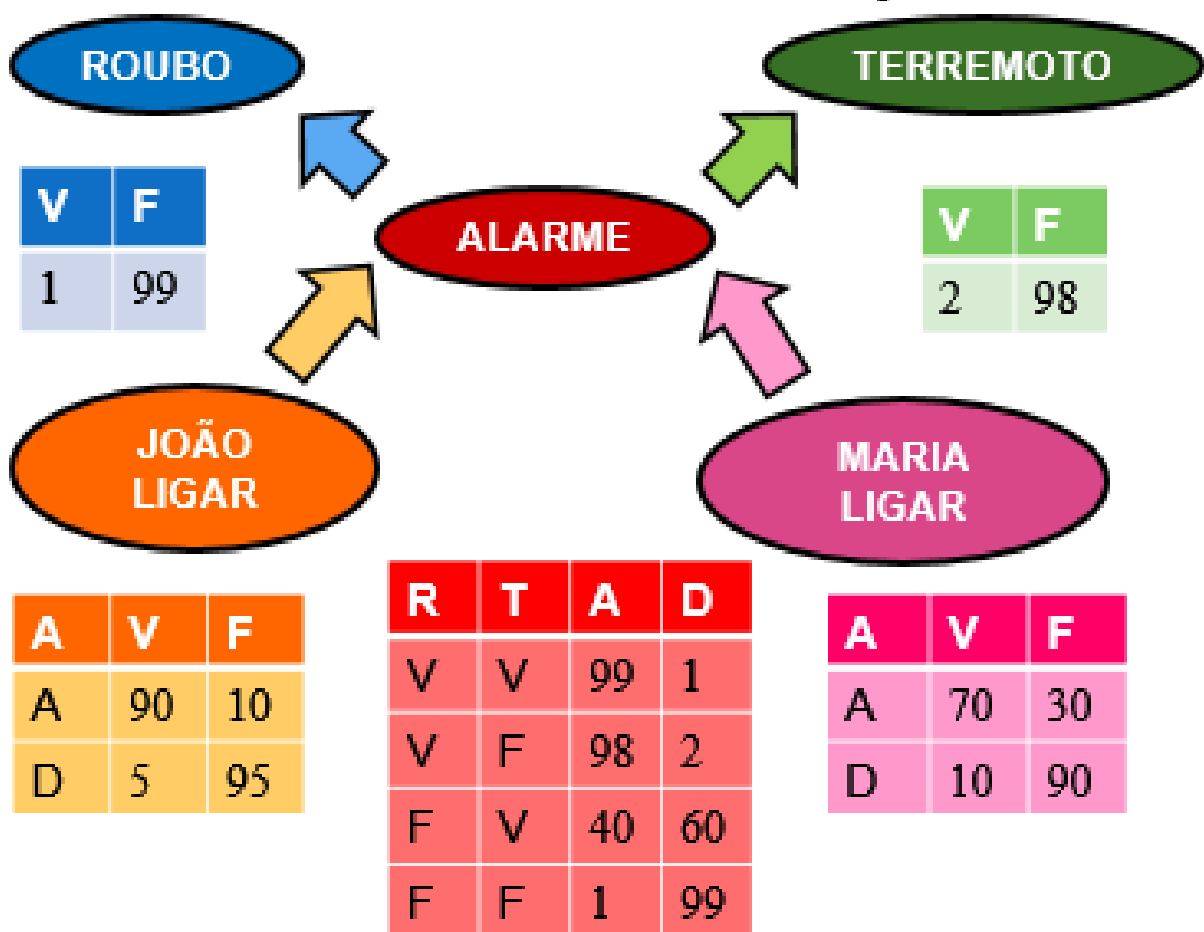 ROUBO
TERREMOTO
V F
1 99
ALARME
V F
2 98
JOÃO
LIGAR
MARIA
LIGAR
A V F
A 90 10
D 5 95
R T A D
V V 99 1
V F 98 2
F V 40 60
F F 1 99
A V F
A 70 30
D 10 90